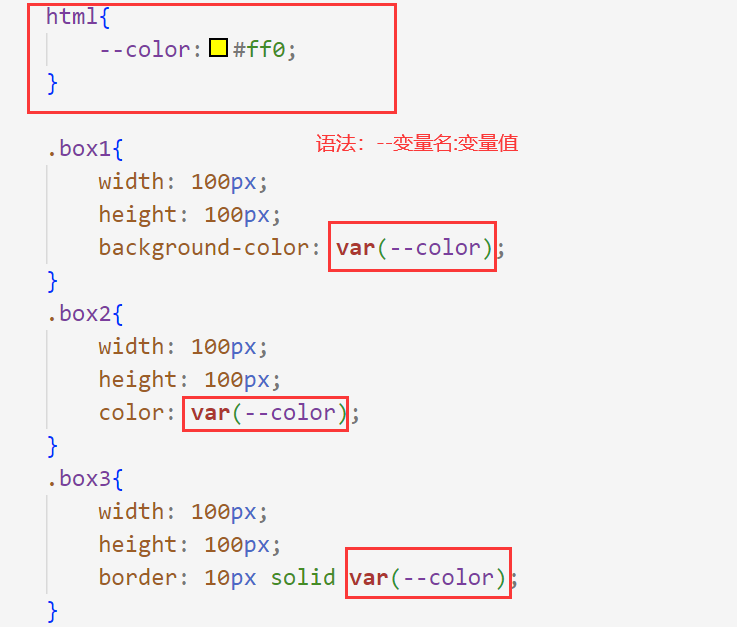 html{
--color: #ff0;
}
.box1{
语法：--变量名:变量值
width: 100px;
height: 100px;
background-color: var(--color);
}
.box2{
width: 100px;
height: 100px;
color: var(--color);
}
.box3{
width: 100px;
height: 100px;
border: 10px solid var(--color);
}